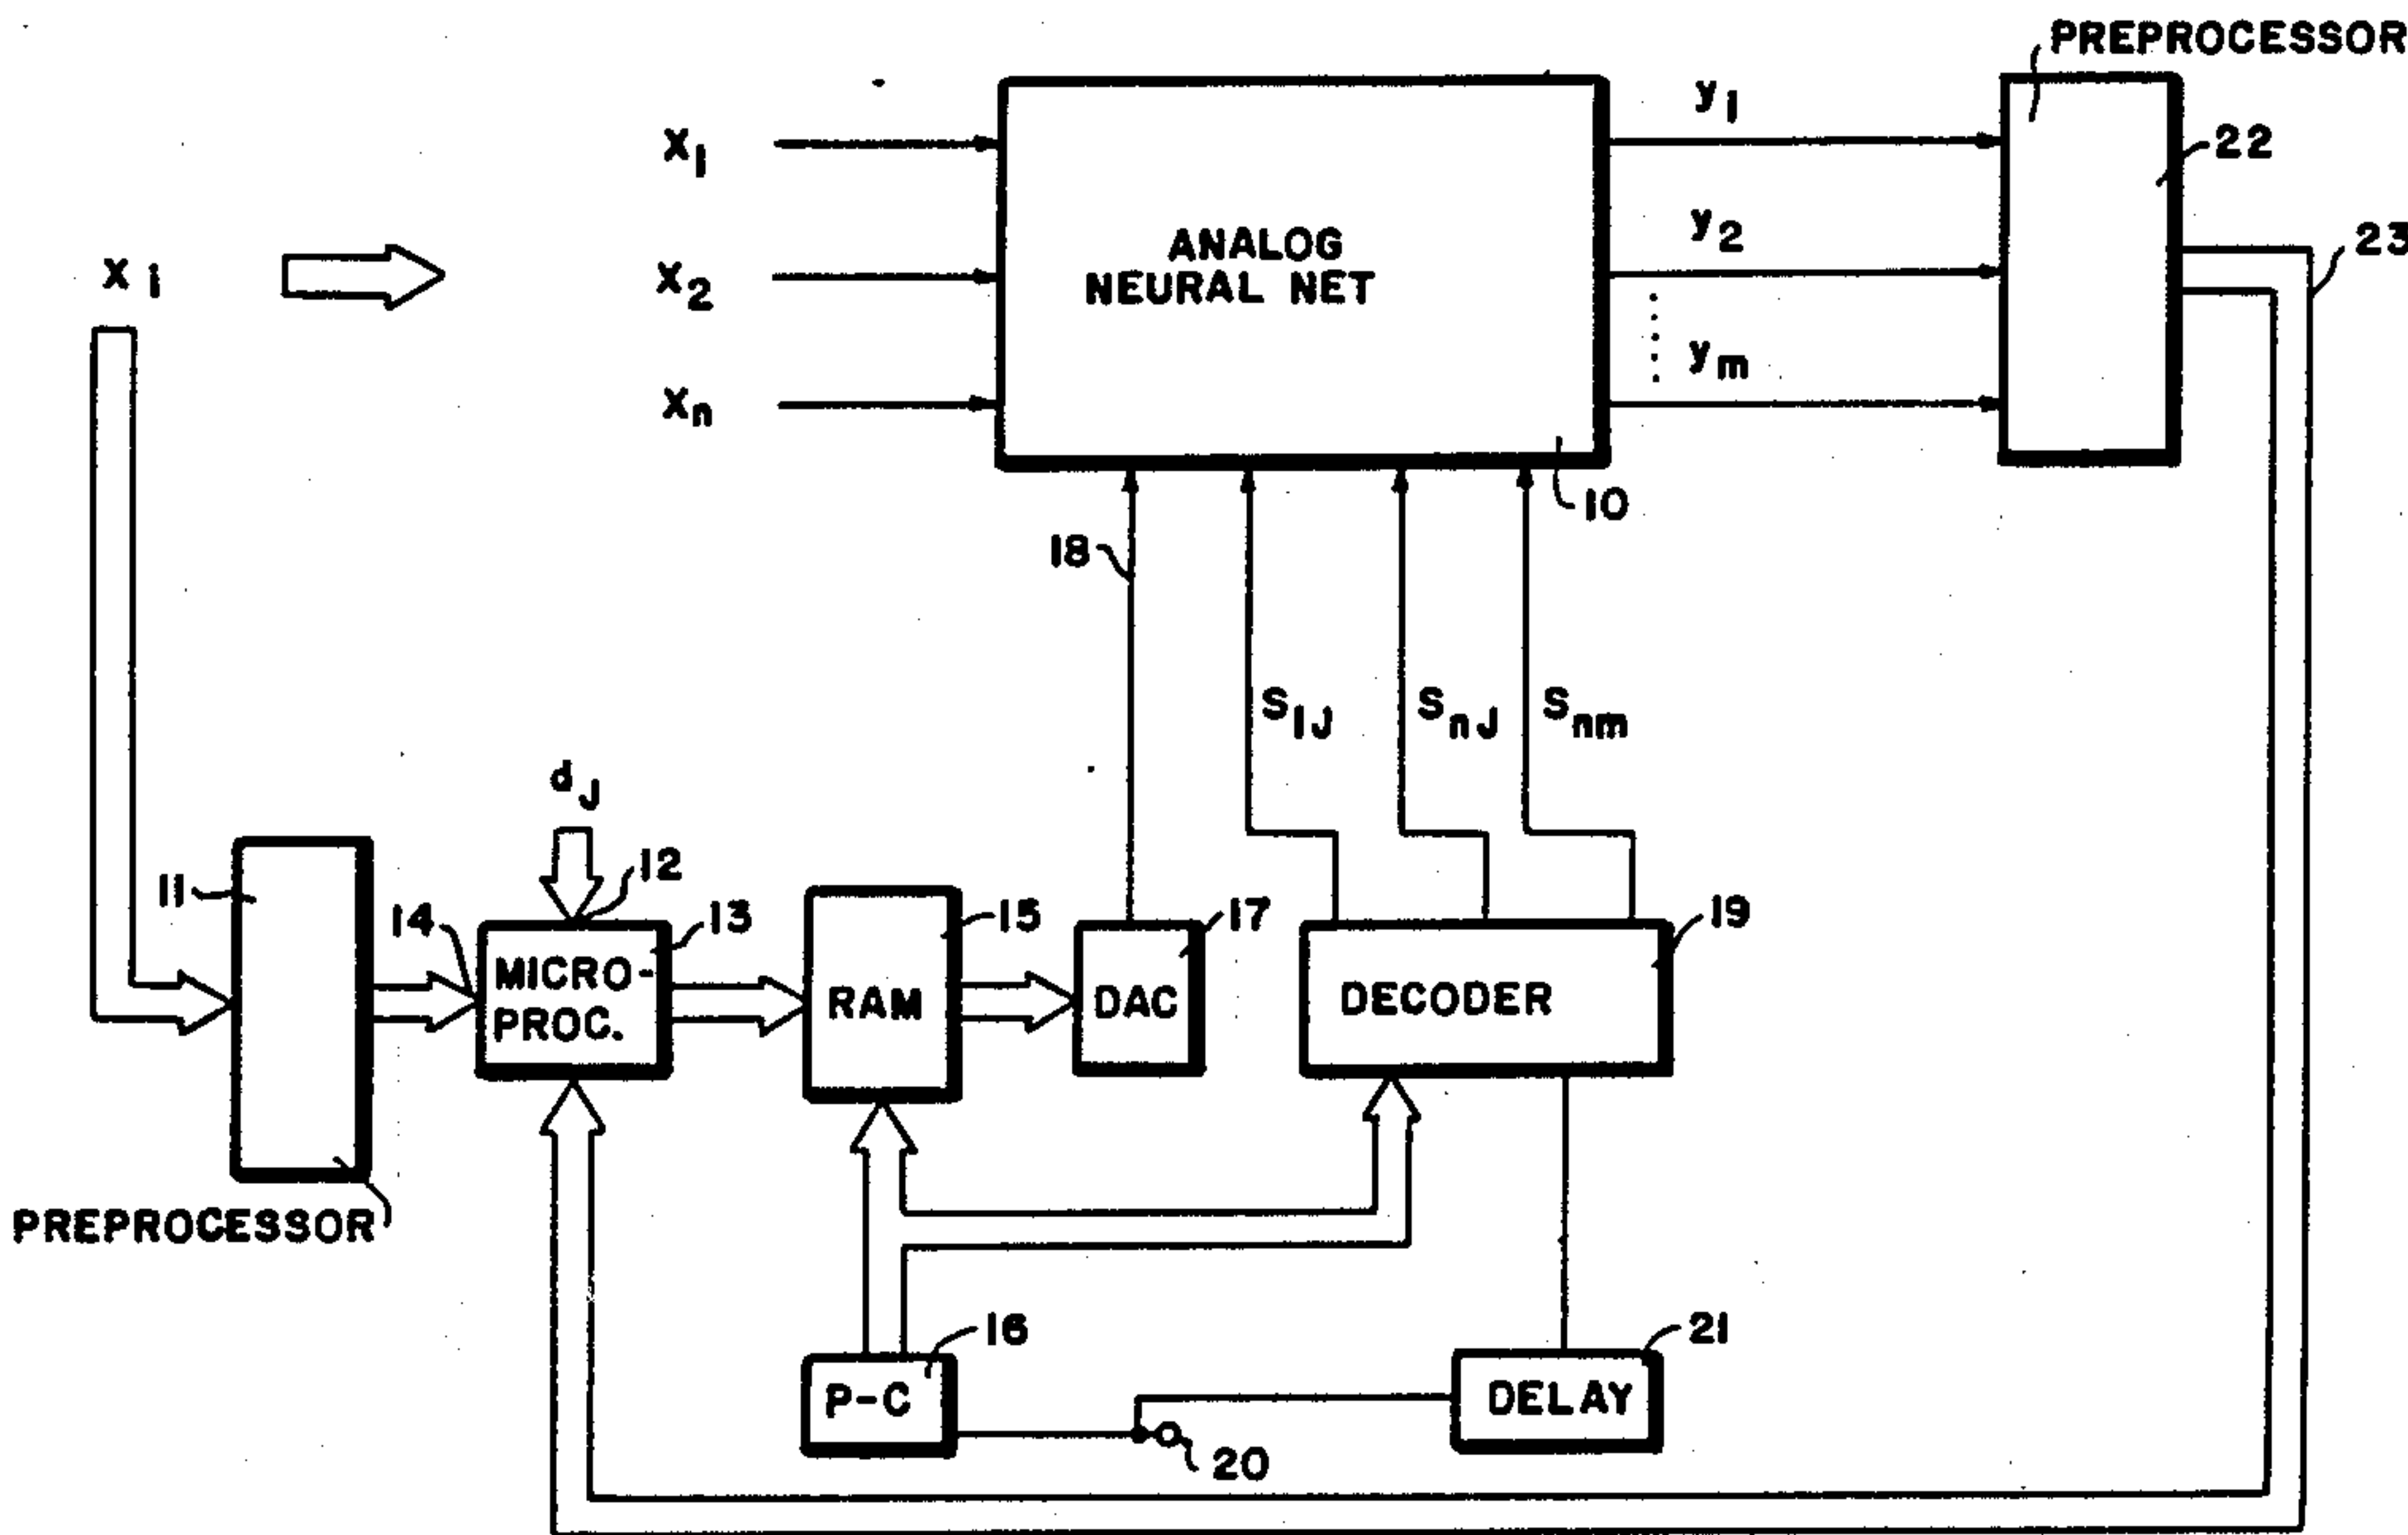 PREPROCESSOR
X₁
y₁
22
ANALOG
NEURAL NET
y₂
23
X i
X₂
yₘ
Xₙ
10
18
S₁J
SₙJ
Sₙₘ
dJ
11
12
14
13
15
17
19
MICRO-
PROC.
RAM
DAC
DECODER
PREPROCESSOR
16
21
P-C
DELAY
20